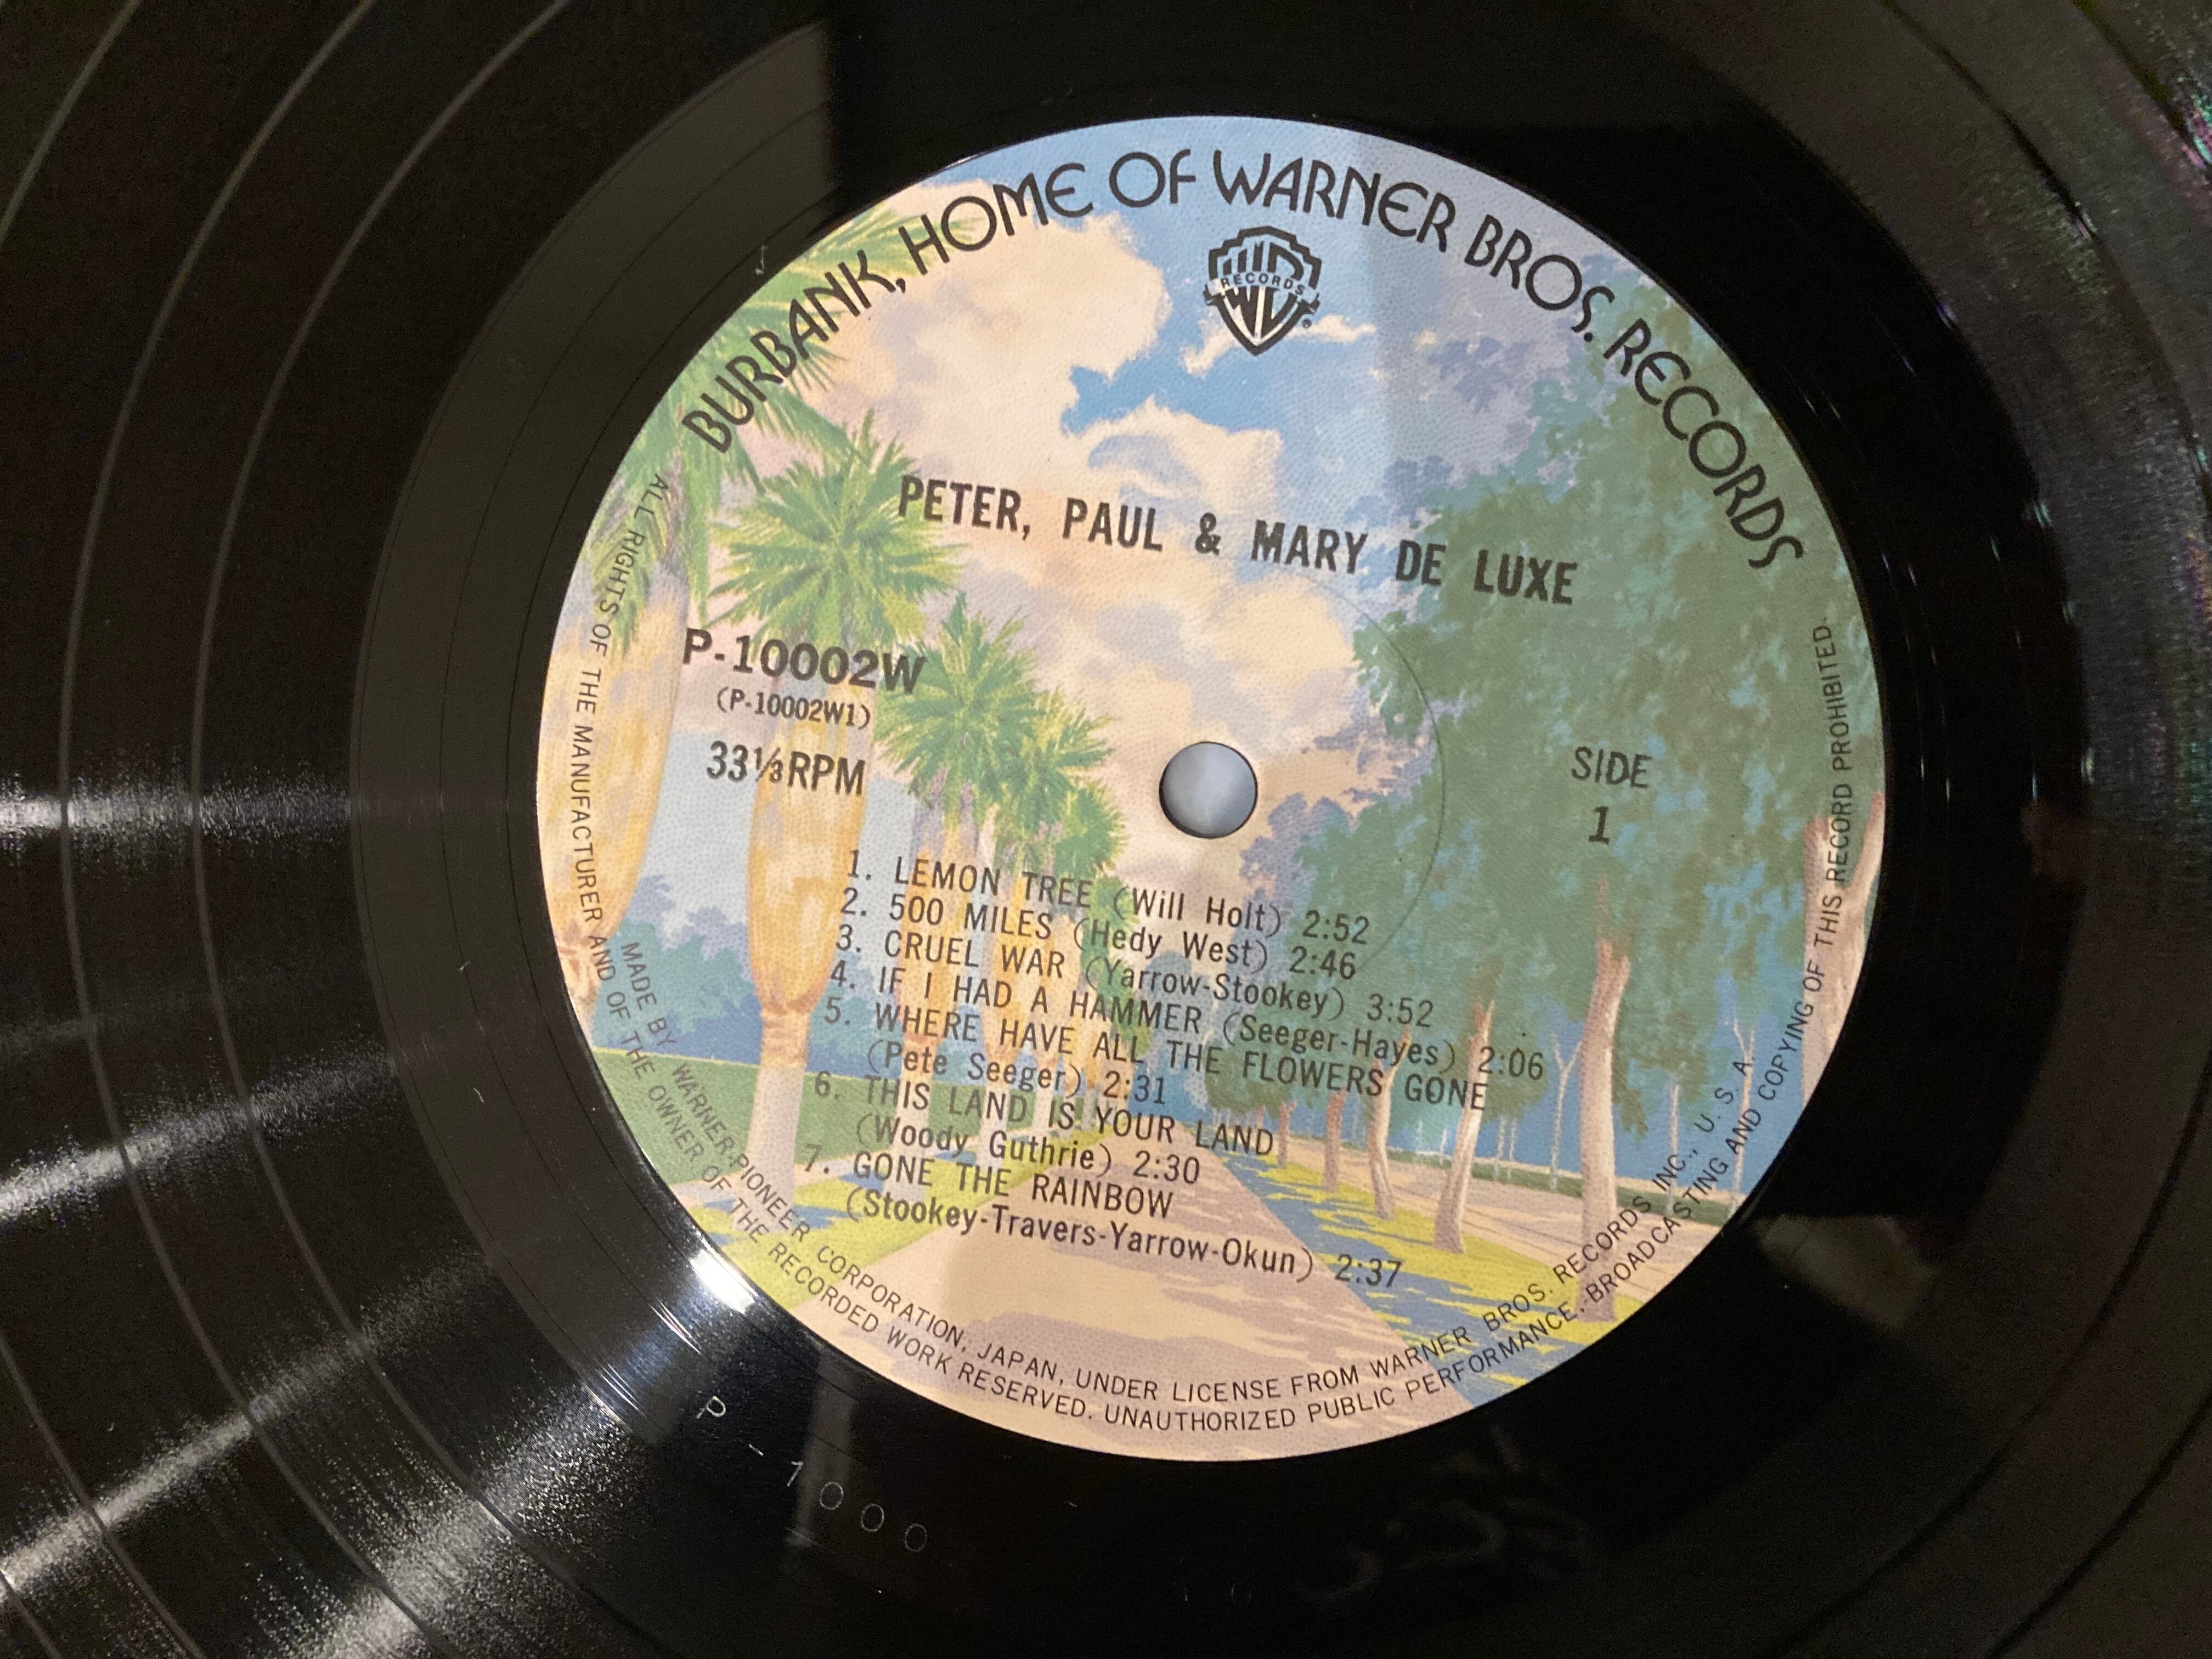 BURBANK, HOME OF WARNER BROS. RECORDS
RECORDS
PETER, PAUL & MARY DE LUXE
P-10002W
(P-10002W1)
33⅓RPM
SIDE
1
1. LEMON TREE (Will Holt) 2:52
2. 500 MILES (Hedy West) 2:46
3. CRUEL WAR (Yarrow-Stookey) 3:52
4. IF I HAD A HAMMER (Seeger-Hayes) 2:06
5. WHERE HAVE ALL THE FLOWERS GONE
(Pete Seeger) 2:31
6. THIS LAND IS YOUR LAND
(Woody Guthrie) 2:30
7. GONE THE RAINBOW
(Stookey-Travers-Yarrow-Okun) 2:37
MADE BY WARNER-PIONEER CORPORATION, JAPAN, UNDER LICENSE FROM WARNER BROS. RECORDS INC., U. S. A.
ALL RIGHTS OF THE MANUFACTURER AND OF THE OWNER OF THE RECORDED WORK RESERVED. UNAUTHORIZED PUBLIC PERFORMANCE, BROADCASTING AND COPYING OF THIS RECORD PROHIBITED.
P-1000